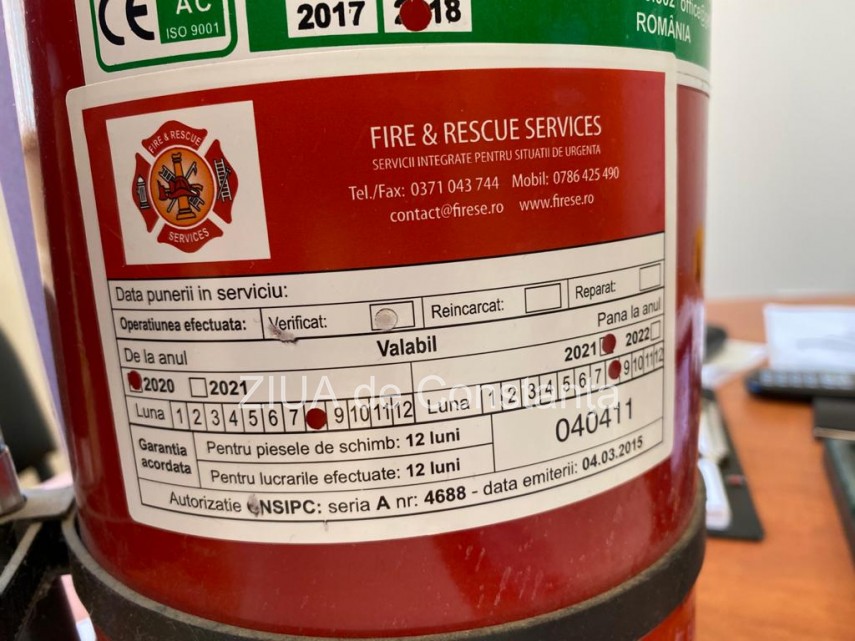 CE
AC
ISO 9001
2017
2018
ROMÂNIA
FIRE & RESCUE
SERVICES
FIRE & RESCUE SERVICES
SERVICII INTEGRATE PENTRU SITUATII DE URGENTA
Tel./Fax: 0371 043 744 Mobil: 0786 425 490
contact@firese.ro www.firese.ro
Data punerii in serviciu:
Operatiunea efectuata: Verificat: Reincarcat: Reparat:
De la anul Valabil Pana la anul
2020 2021 2021 2022
ZIUA de Constanta
Luna 1 2 3 4 5 6 7 9 10 11 12 Luna 1 2 3 4 5 6 7 9 10 11 12
Garantia acordata
Pentru piesele de schimb: 12 luni
Pentru lucrarile efectuate: 12 luni
040411
Autorizatie NSIPC: seria A nr: 4688 - data emiterii: 04.03.2015